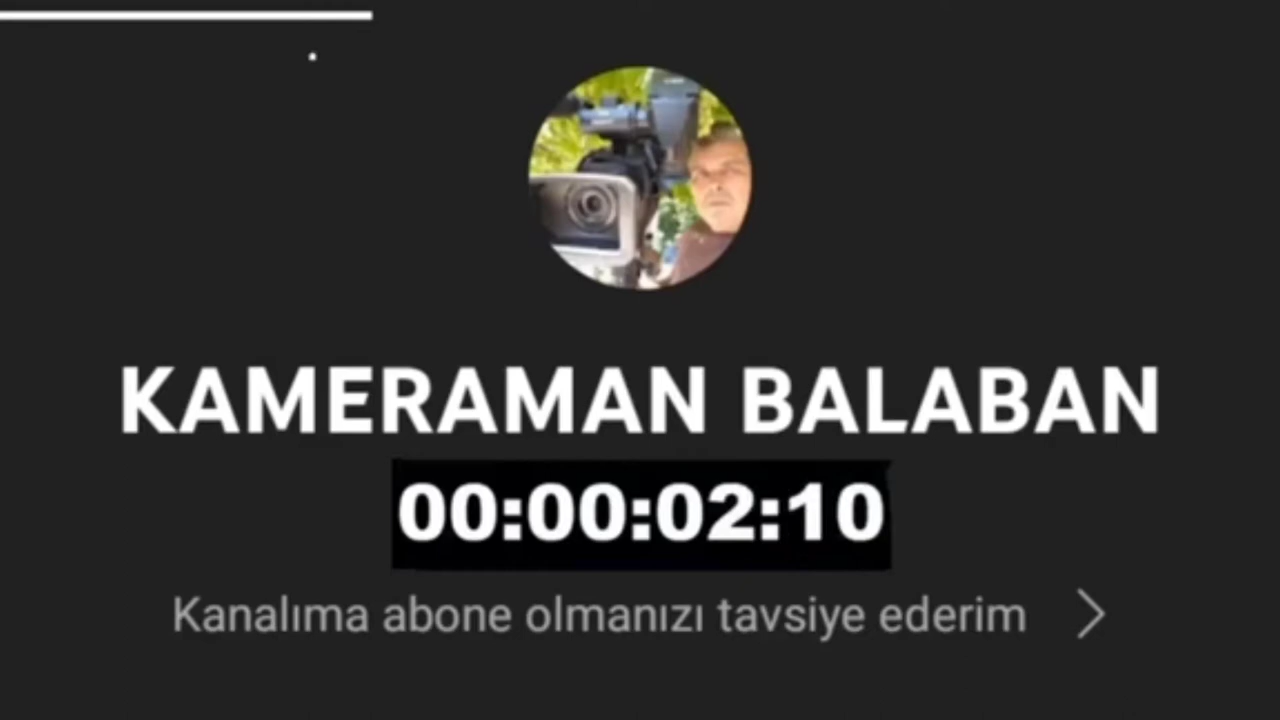 KAMERAMAN BALABAN
00:00:02:10
Kanalıma abone olmanızı tavsiye ederim